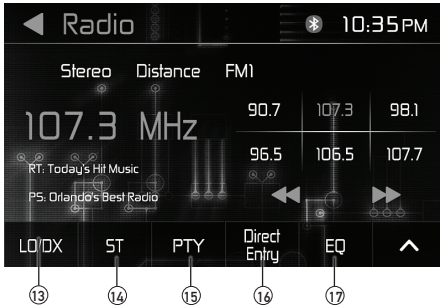 Radio 10:35PM
Stereo Distance FM1
107.3 MHz
90.7 107.3 98.1
96.5 106.5 107.7
RT: Today's Hit Music
PS: Orlando's Best Radio
LO/DX ST PTY Direct Entry EQ
13 14 15 16 17